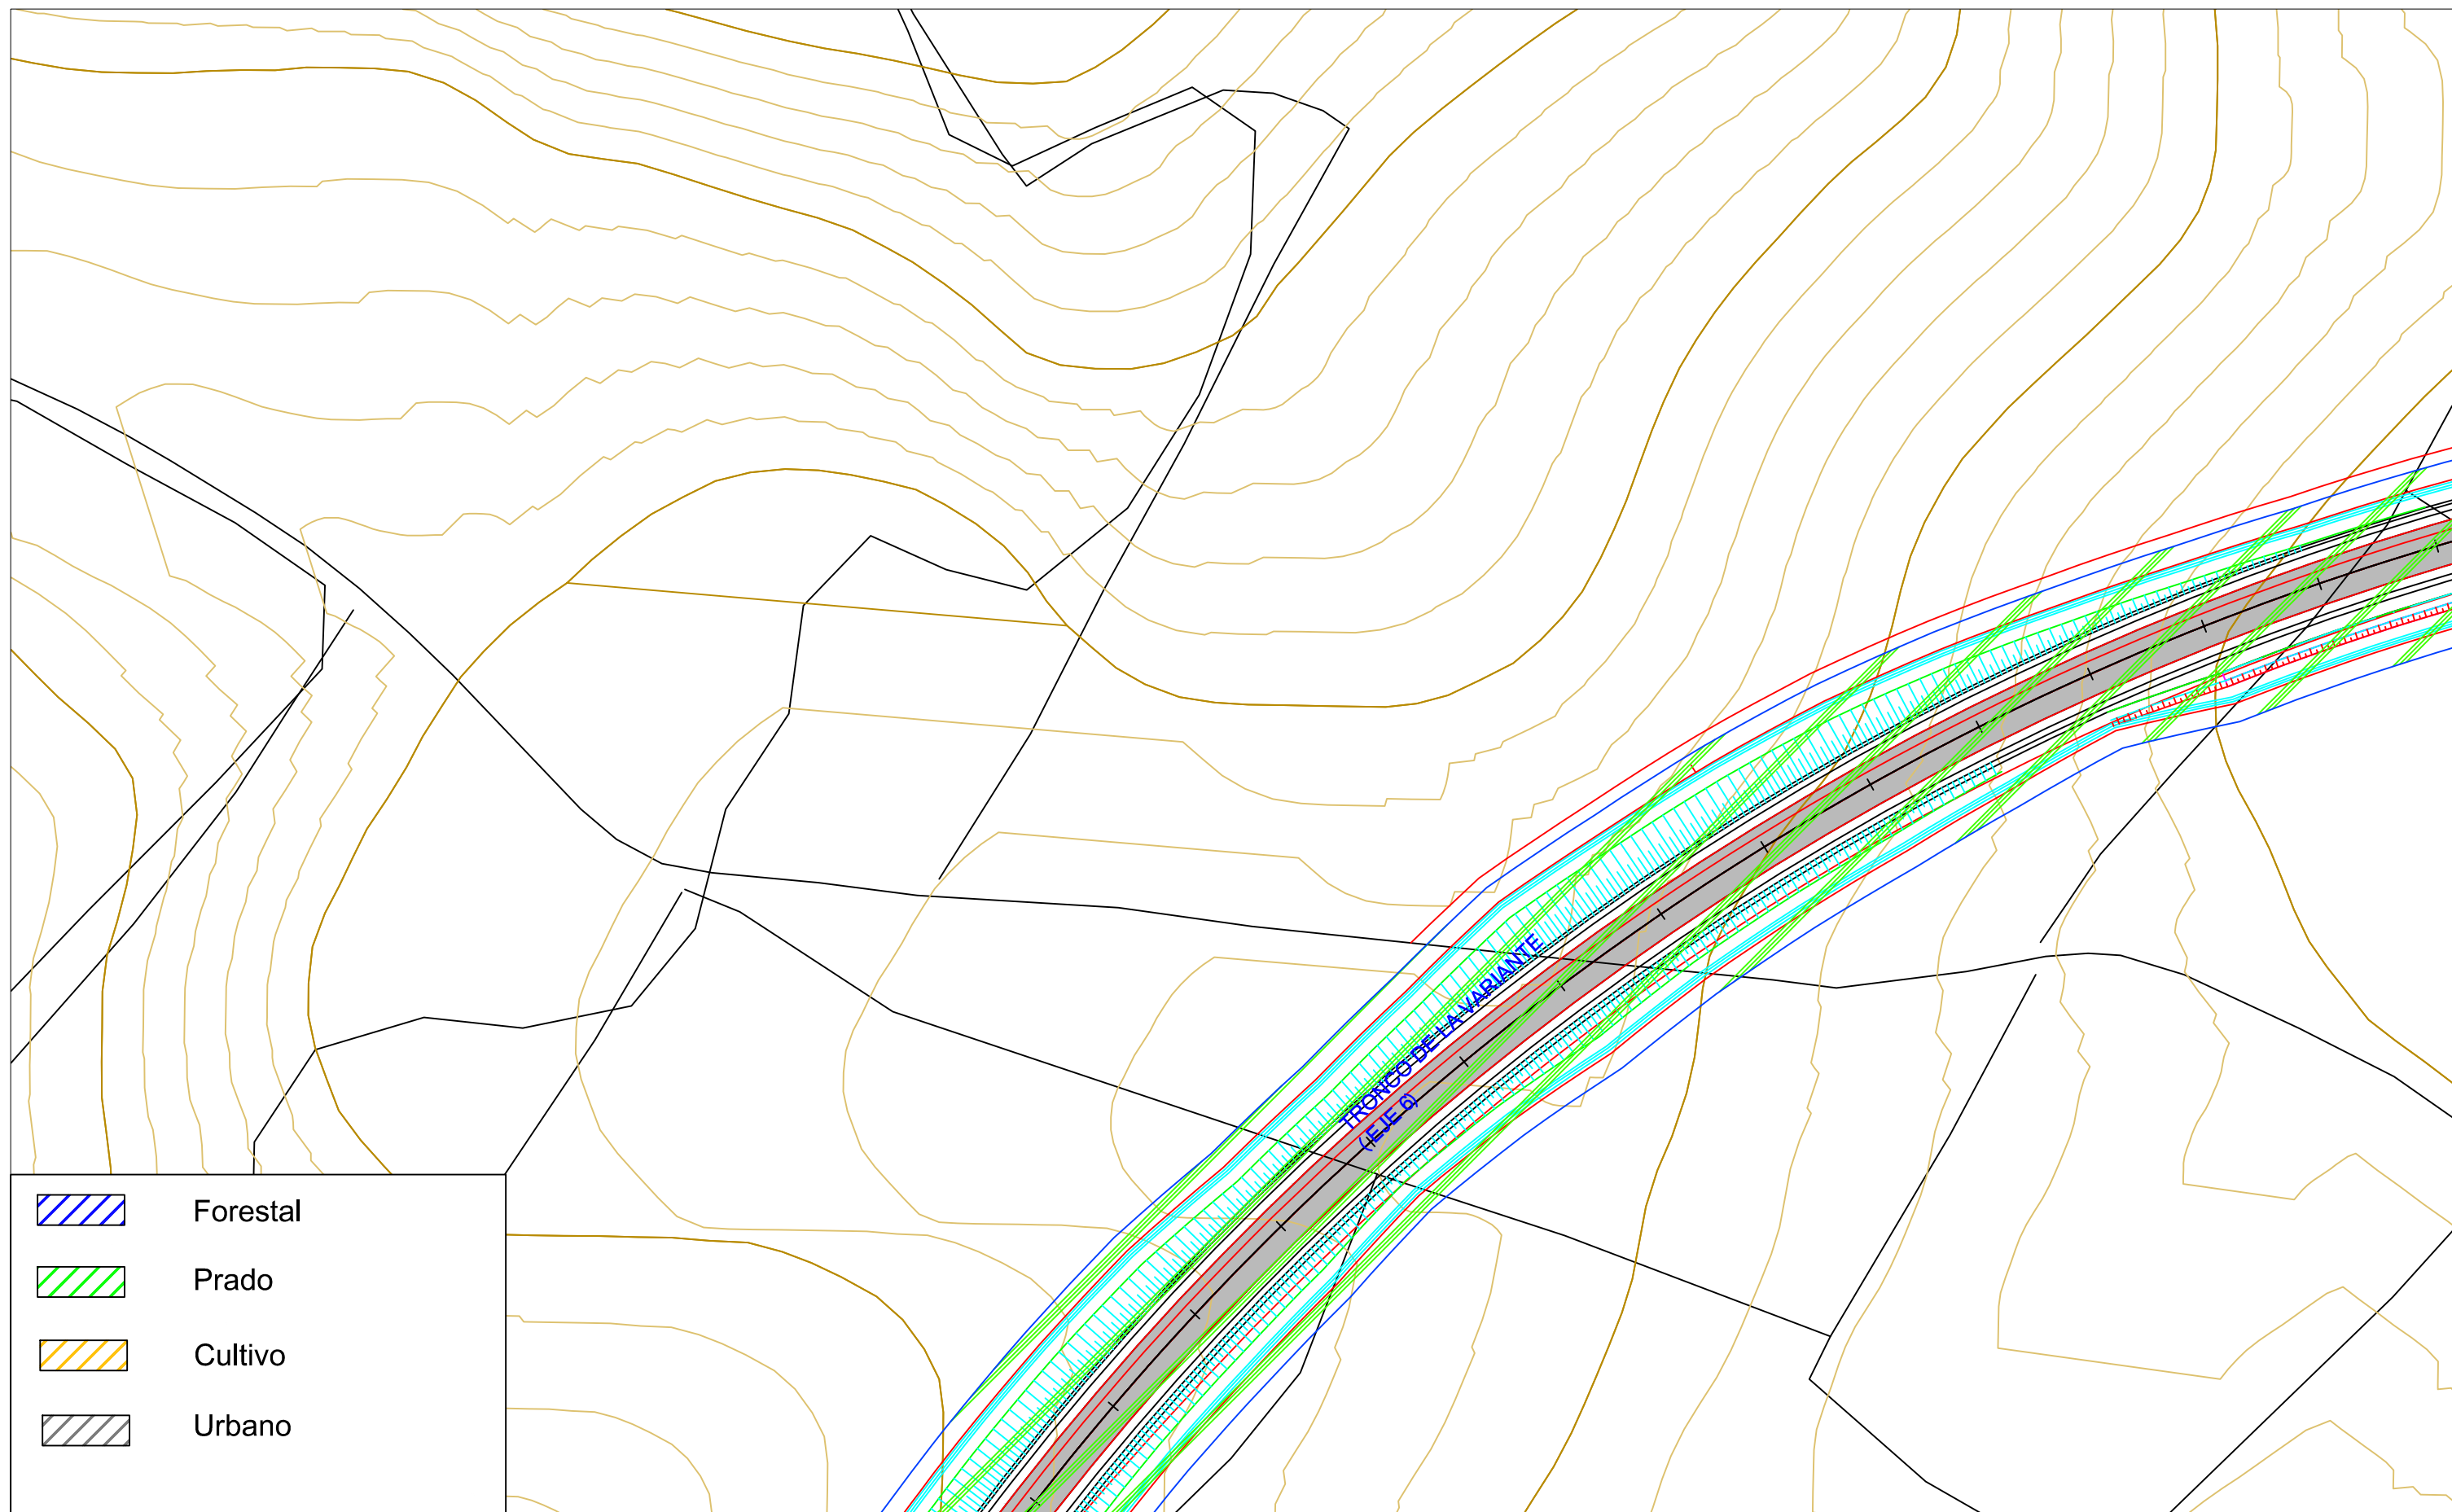 TRONCO DE LA VARIANTE
(EJE 6)
Forestal
Prado
Cultivo
Urbano